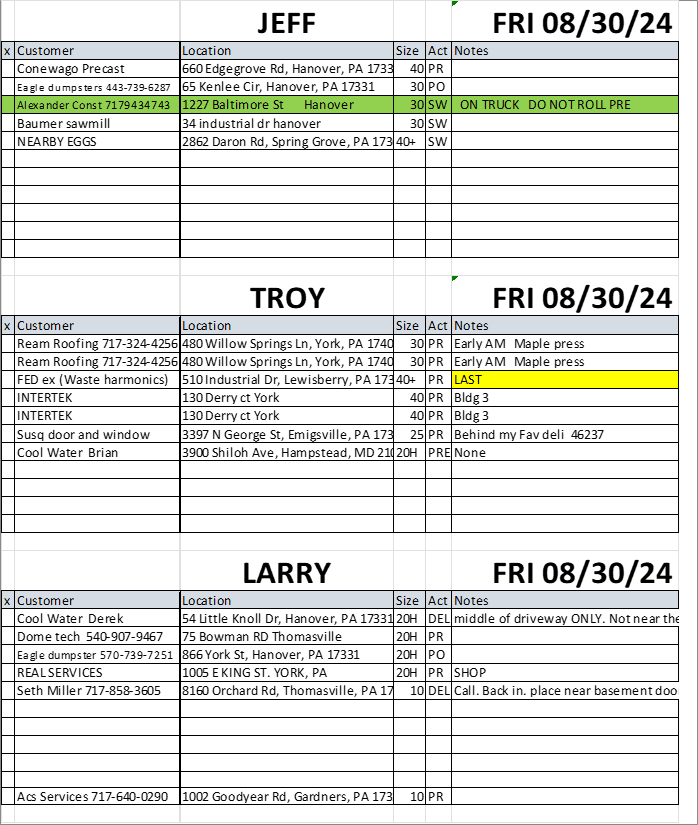 JEFF FRI 08/30/24
x Customer Location Size Act Notes
Conewago Precast 660 Edgegrove Rd, Hanover, PA 1733 40 PR
Eagle dumpsters 443-739-6287 65 Kenlee Cir, Hanover, PA 17331 30 PO
Alexander Const 7179434743 1227 Baltimore St Hanover 30 SW ON TRUCK DO NOT ROLL PRE
Baumer sawmill 34 industrial dr hanover 30 SW
NEARBY EGGS 2862 Daron Rd, Spring Grove, PA 173 40+ SW
TROY FRI 08/30/24
x Customer Location Size Act Notes
Ream Roofing 717-324-4256 480 Willow Springs Ln, York, PA 1740 30 PR Early AM Maple press
Ream Roofing 717-324-4256 480 Willow Springs Ln, York, PA 1740 30 PR Early AM Maple press
FED ex (Waste harmonics) 510 Industrial Dr, Lewisberry, PA 173 40+ PR LAST
INTERTEK 130 Derry ct York 40 PR Bldg 3
INTERTEK 130 Derry ct York 40 PR Bldg 3
Susq door and window 3397 N George St, Emigsville, PA 173 25 PR Behind my Fav deli 46237
Cool Water Brian 3900 Shiloh Ave, Hampstead, MD 210 20H PRE None
LARRY FRI 08/30/24
x Customer Location Size Act Notes
Cool Water Derek 54 Little Knoll Dr, Hanover, PA 17331 20H DEL middle of driveway ONLY. Not near the
Dome tech 540-907-9467 75 Bowman RD Thomasville 20H PR
Eagle dumpster 570-739-7251 866 York St, Hanover, PA 17331 20H PO
REAL SERVICES 1005 E KING ST. YORK, PA 20H PR SHOP
Seth Miller 717-858-3605 8160 Orchard Rd, Thomasville, PA 17 10 DEL Call. Back in. place near basement doo
Acs Services 717-640-0290 1002 Goodyear Rd, Gardners, PA 173 10 PR